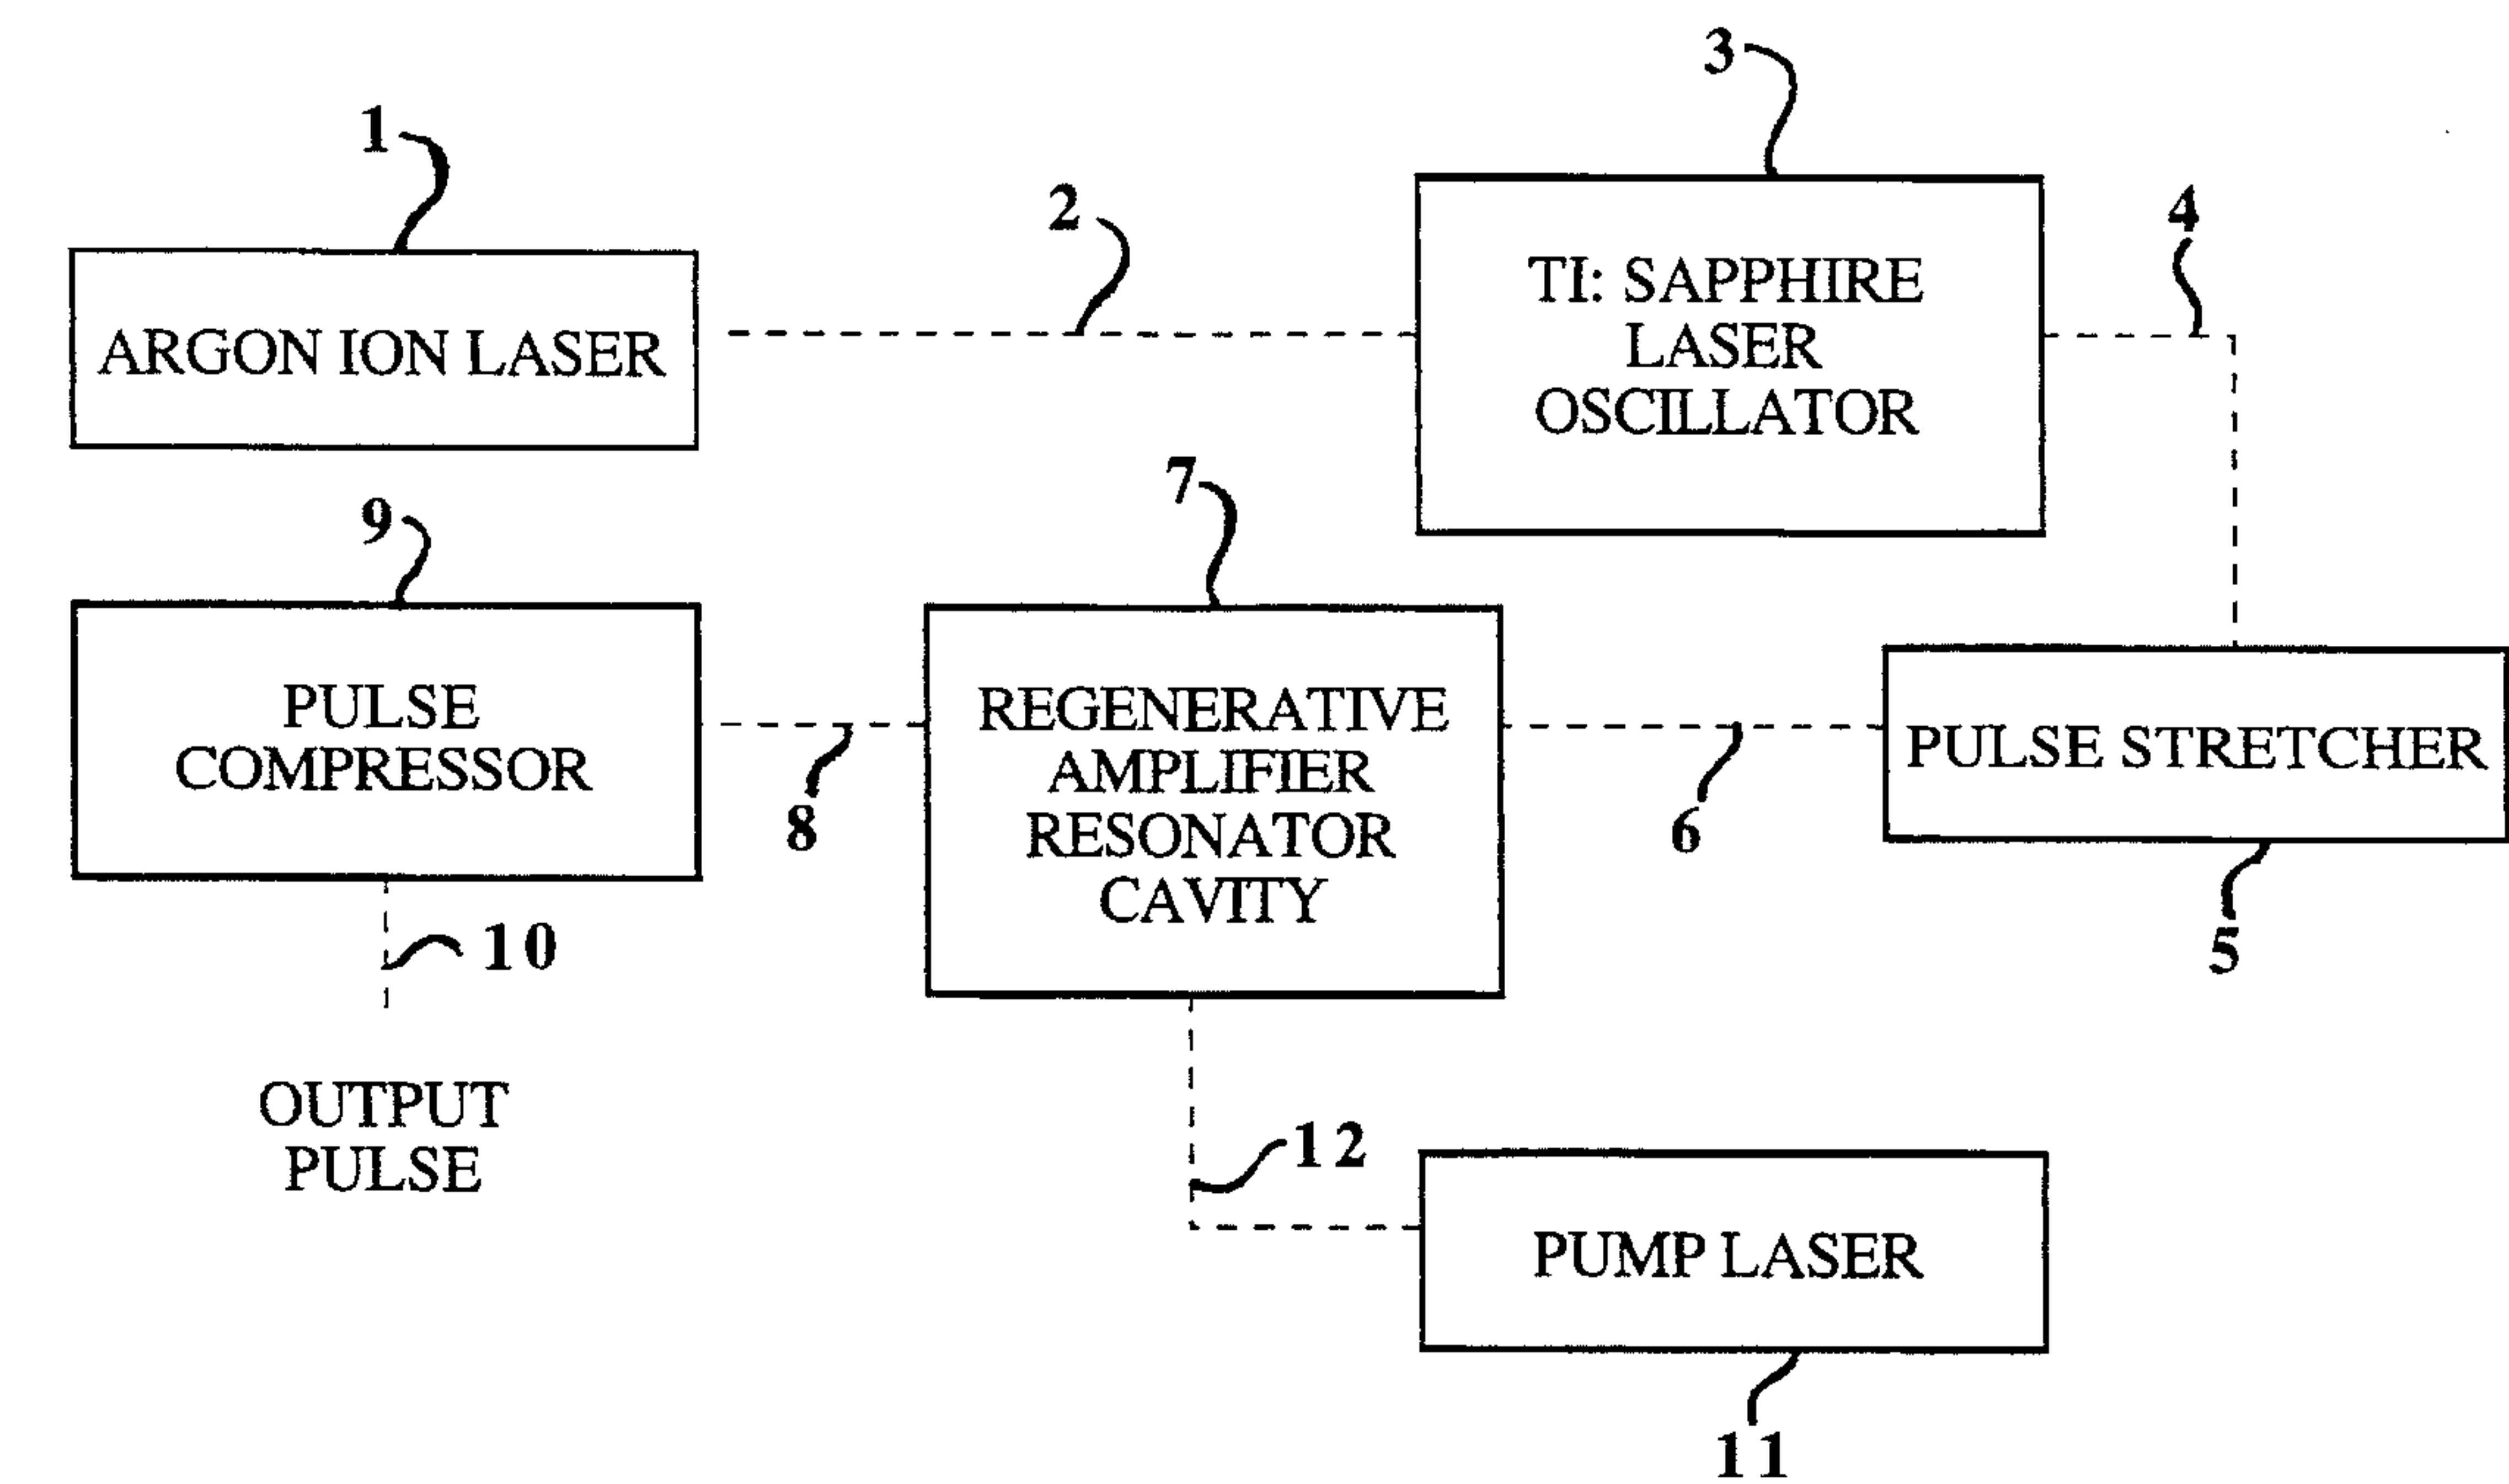 3
1
2
4
TI: SAPPHIRE
LASER
OSCILLATOR
ARGON ION LASER
9
7
PULSE
COMPRESSOR
REGENERATIVE
AMPLIFIER
RESONATOR
CAVITY
PULSE STRETCHER
8
6
10
5
OUTPUT
PULSE
12
PUMP LASER
11